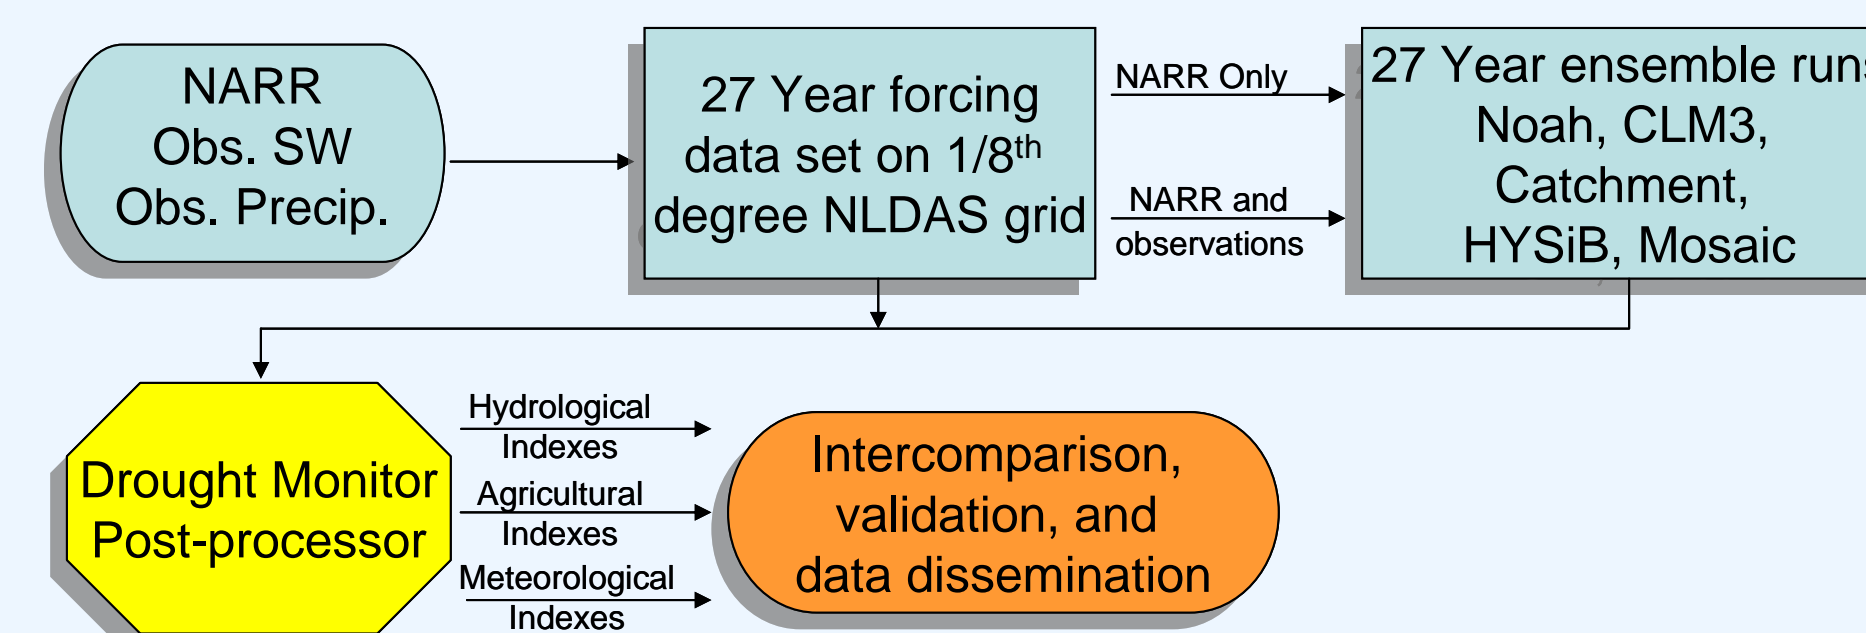 NARR
Obs. SW
Obs. Precip.
27 Year forcing
data set on 1/8th
degree NLDAS grid
NARR Only
NARR and
observations
27 Year ensemble runs
Noah, CLM3,
Catchment,
HYSiB, Mosaic
Drought Monitor
Post-processor
Hydrological
Indexes
Agricultural
Indexes
Meteorological
Indexes
Intercomparison,
validation, and
data dissemination